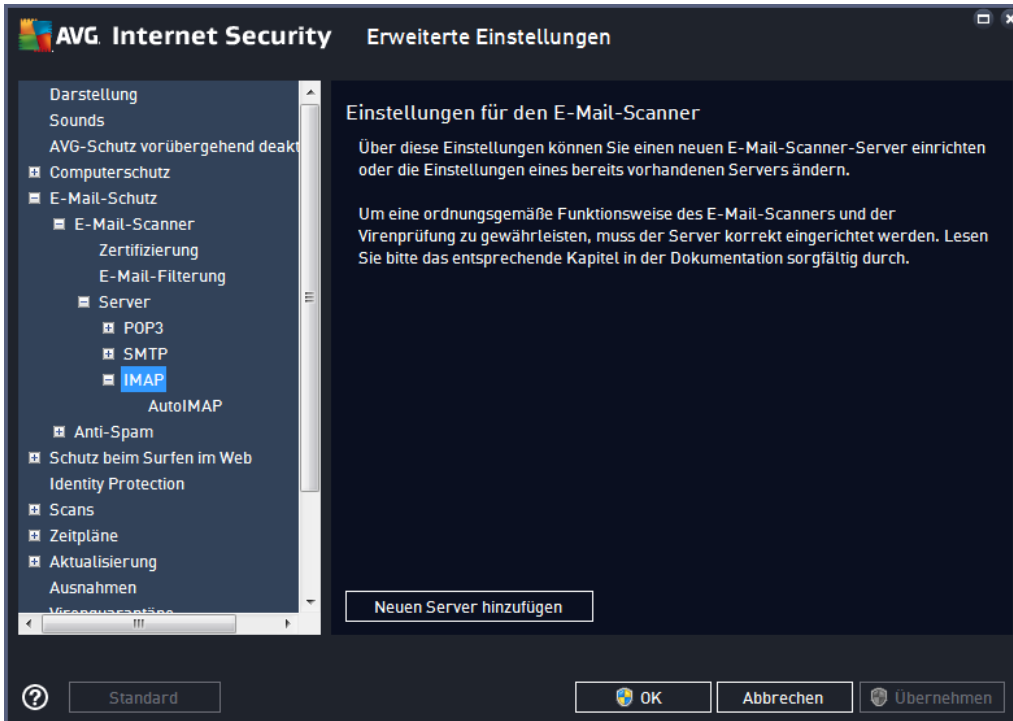 AVG. Internet Security Erweiterte Einstellungen
Darstellung
Sounds
AVG-Schutz vorübergehend deakt
Computerschutz
E-Mail-Schutz
E-Mail-Scanner
Zertifizierung
E-Mail-Filterung
Server
POP3
SMTP
IMAP
AutoIMAP
Anti-Spam
Schutz beim Surfen im Web
Identity Protection
Scans
Zeitpläne
Aktualisierung
Ausnahmen
Virenquarantäne
Einstellungen für den E-Mail-Scanner
Über diese Einstellungen können Sie einen neuen E-Mail-Scanner-Server einrichten
oder die Einstellungen eines bereits vorhandenen Servers ändern.
Um eine ordnungsgemäße Funktionsweise des E-Mail-Scanners und der
Virenprüfung zu gewährleisten, muss der Server korrekt eingerichtet werden. Lesen
Sie bitte das entsprechende Kapitel in der Dokumentation sorgfältig durch.
Neuen Server hinzufügen
Standard
OK
Abbrechen
Übernehmen